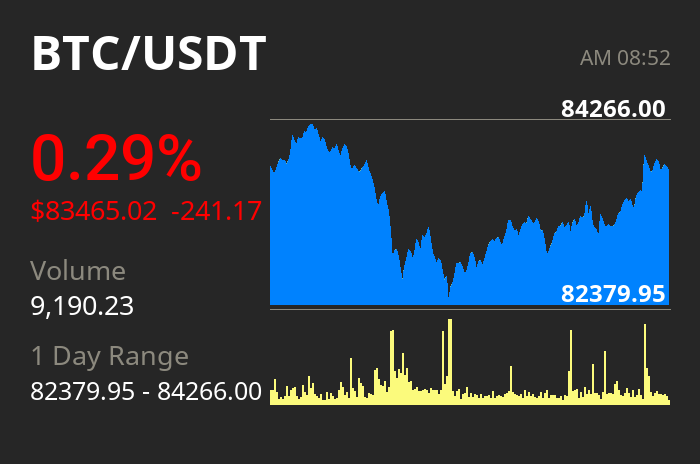 BTC/USDT
AM 08:52
84266.00
0.29%
$83465.02 -241.17
Volume
9,190.23
82379.95
1 Day Range
82379.95 - 84266.00